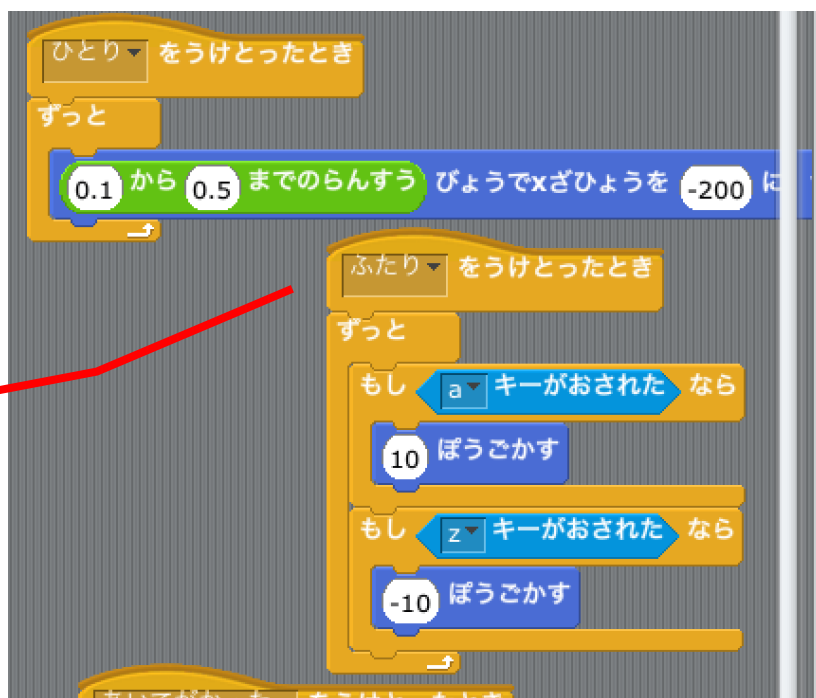 ひとり をうけとったとき
ずっと
0.1 から 0.5 までのらんすう びょうでxざひょうを -200 に
ふたり をうけとったとき
ずっと
もし a キーがおされた なら
10 ぽうごかす
もし z キーがおされた なら
-10 ぽうごかす